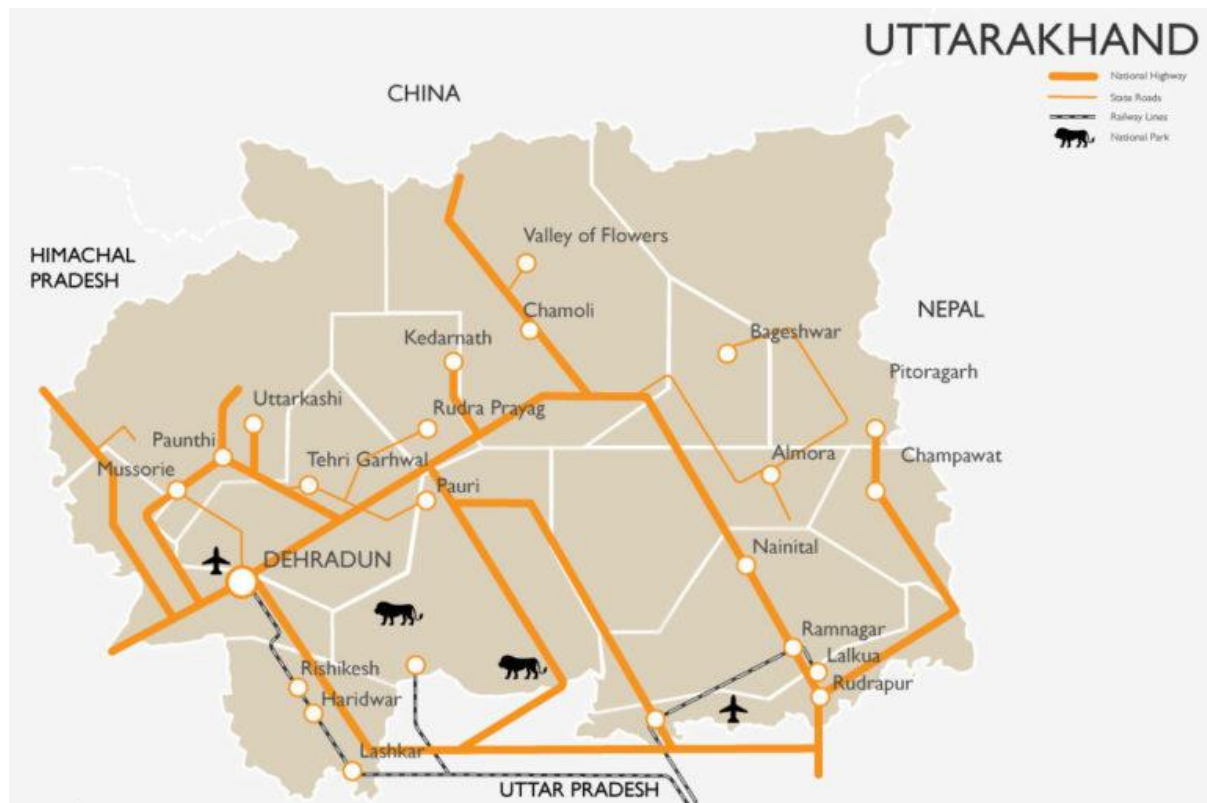 UTTARAKHAND
National Highway
State Roads
Railway Lines
National Park
CHINA
HIMACHAL
PRADESH
NEPAL
Valley of Flowers
Chamoli
Kedarnath
Bageshwar
Pitoragarh
Uttarkashi
Rudra Prayag
Paunthi
Mussorie
Tehri Garhwal
Almora
Champawat
Pauri
DEHRADUN
Nainital
Ramnagar
Lalkua
Rudrapur
Rishikesh
Haridwar
Lashkar
UTTAR PRADESH